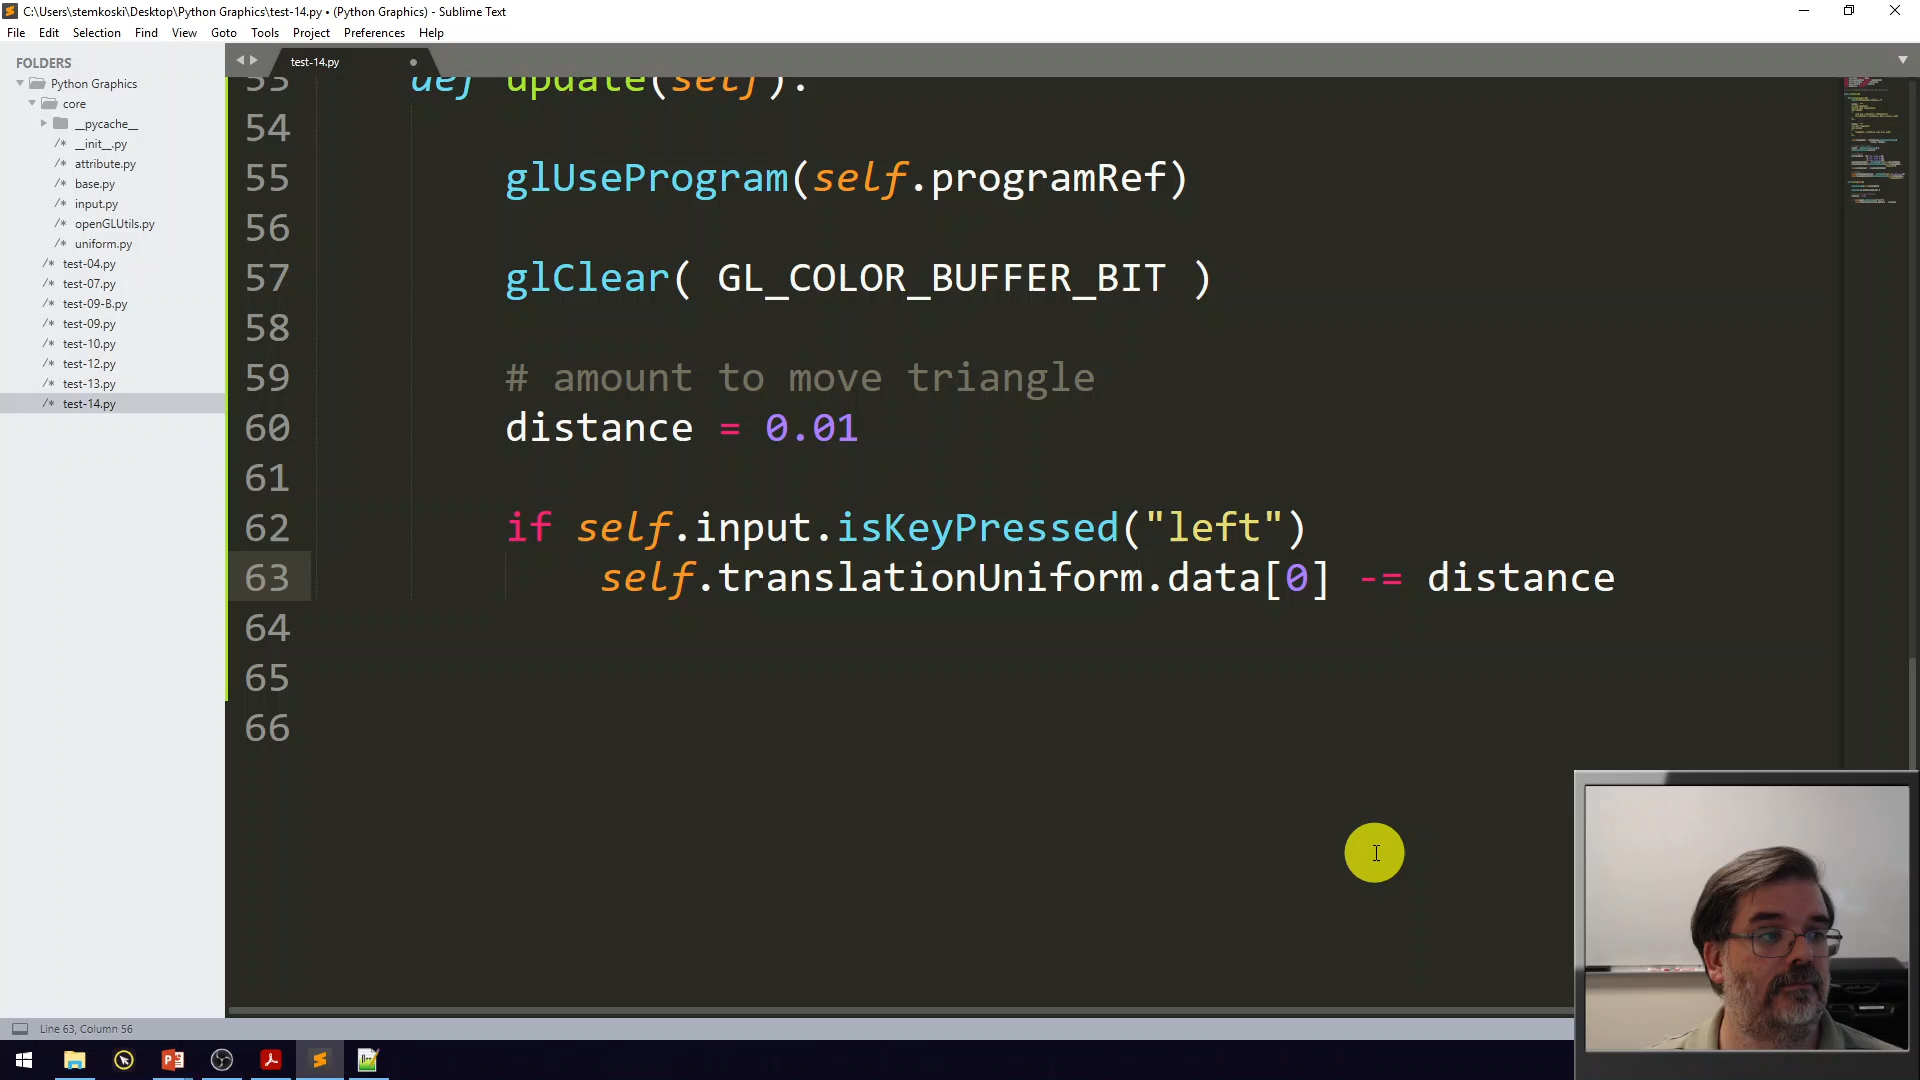 C:\Users\stemkoski\Desktop\Python Graphics\test-14.py • (Python Graphics) - Sublime Text
File Edit Selection Find View Goto Tools Project Preferences Help
FOLDERS
Python Graphics
core
__pycache__
/* __init__.py
/* attribute.py
/* base.py
/* input.py
/* openGLUtils.py
/* uniform.py
/* test-04.py
/* test-07.py
/* test-09-B.py
/* test-09.py
/* test-10.py
/* test-12.py
/* test-13.py
/* test-14.py
test-14.py
53 def update(self):
54
55 glUseProgram(self.programRef)
56
57 glClear( GL_COLOR_BUFFER_BIT )
58
59 # amount to move triangle
60 distance = 0.01
61
62 if self.input.isKeyPressed("left")
63 self.translationUniform.data[0] -= distance
64
65
66
Line 63, Column 56